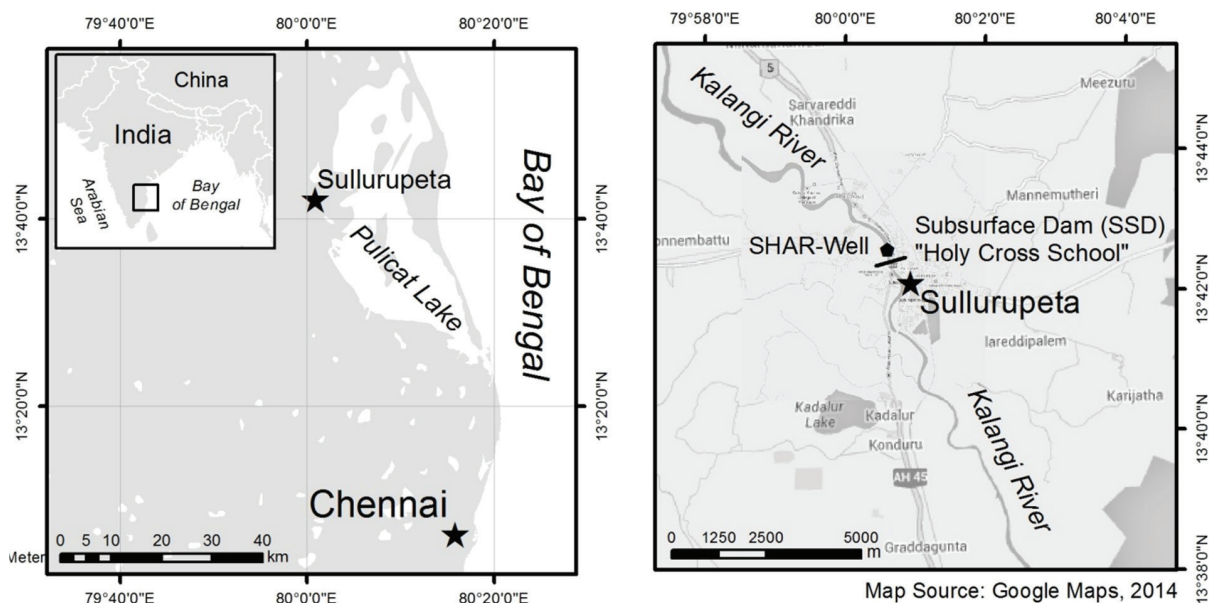 79°40'0"E 80°0'0"E 80°20'0"E
China
India
Arabian
Sea
Bay
of Bengal
Sullurupeta
Pulicat Lake
Bay of Bengal
Chennai
13°40'0"N
13°20'0"N
Meter
0 5 10 20 30 40
km
79°40'0"E 80°0'0"E 80°20'0"E
79°58'0"E 80°0'0"E 80°2'0"E 80°4'0"E
5
Meezuru
Kalangi River
Sarvareddi
Khandrika
13°44'0"N
Mannemutheri
Subsurface Dam (SSD)
"Holy Cross School"
onnembattu
SHAR-Well
13°42'0"N
Sullurupeta
lareddipalem
Kadalur
Lake
Kadalur
Karijatha
Konduru
13°40'0"N
Kalangi River
AH 45
0 1250 2500 5000
m
Graddagunta
13°38'0"N
Map Source: Google Maps, 2014